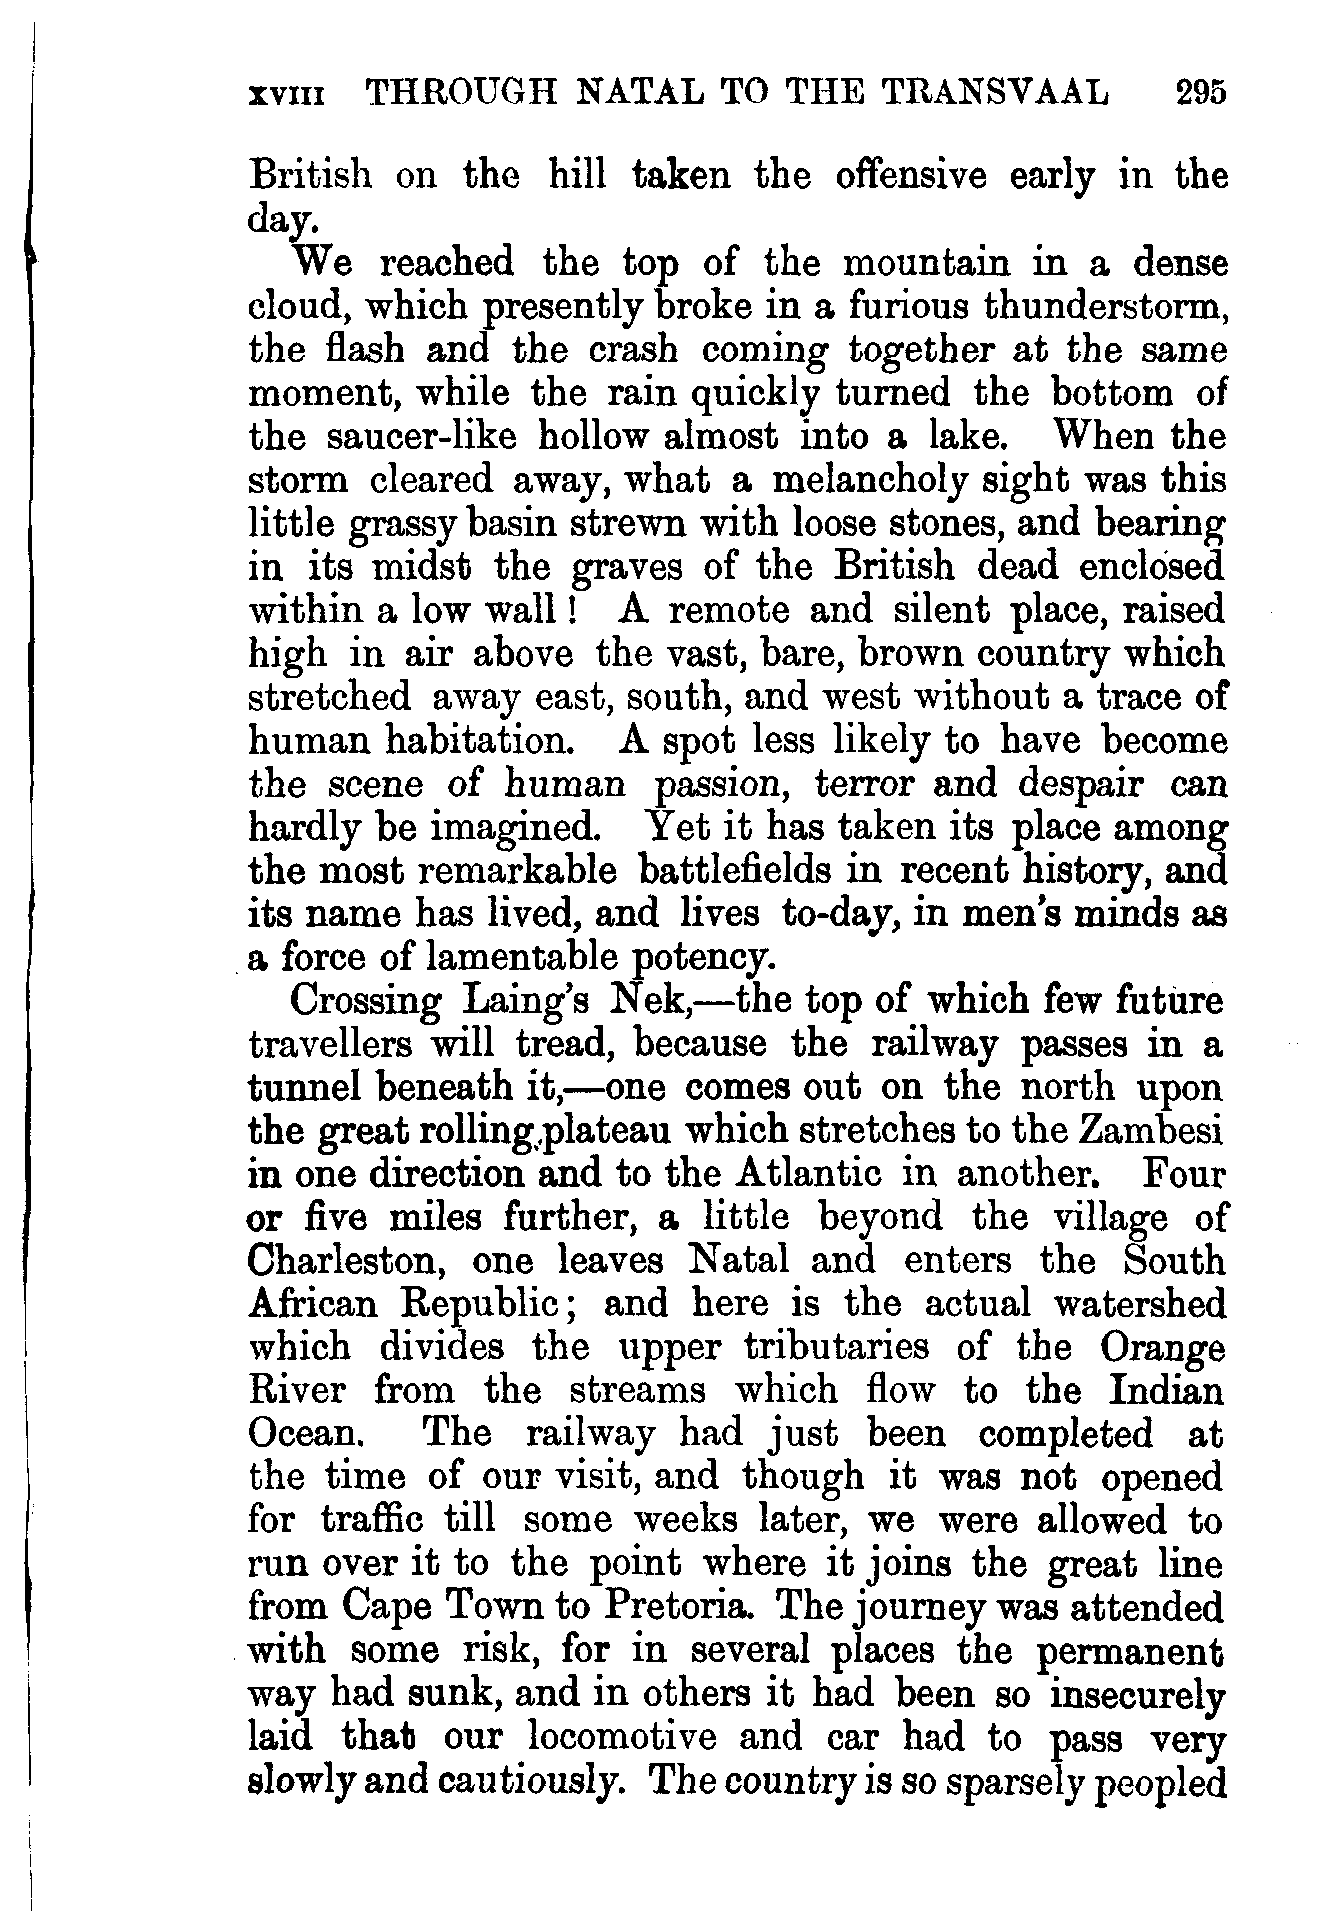 XVIII THROUGH NATAL TO THE TRANSVAAL 295
British on the hill taken the offensive early in the
day.
We reached the top of the mountain in a dense
cloud, which presently broke in a furious thunderstorm,
the flash and the crash coming together at the same
moment, while the rain quickly turned the bottom of
the saucer-like hollow almost into a lake. When the
storm cleared away, what a melancholy sight was this
little grassy basin strewn with loose stones, and bearing
in its midst the graves of the British dead enclosed
within a low wall! A remote and silent place, raised
high in air above the vast, bare, brown country which
stretched away east, south, and west without a trace of
human habitation. A spot less likely to have become
the scene of human passion, terror and despair can
hardly be imagined. Yet it has taken its place among
the most remarkable battlefields in recent history, and
its name has lived, and lives to-day, in men's minds as
a force of lamentable potency.
Crossing Laing's Nek,—the top of which few future
travellers will tread, because the railway passes in a
tunnel beneath it,—one comes out on the north upon
the great rolling plateau which stretches to the Zambesi
in one direction and to the Atlantic in another. Four
or five miles further, a little beyond the village of
Charleston, one leaves Natal and enters the South
African Republic; and here is the actual watershed
which divides the upper tributaries of the Orange
River from the streams which flow to the Indian
Ocean. The railway had just been completed at
the time of our visit, and though it was not opened
for traffic till some weeks later, we were allowed to
run over it to the point where it joins the great line
from Cape Town to Pretoria. The journey was attended
with some risk, for in several places the permanent
way had sunk, and in others it had been so insecurely
laid that our locomotive and car had to pass very
slowly and cautiously. The country is so sparsely peopled